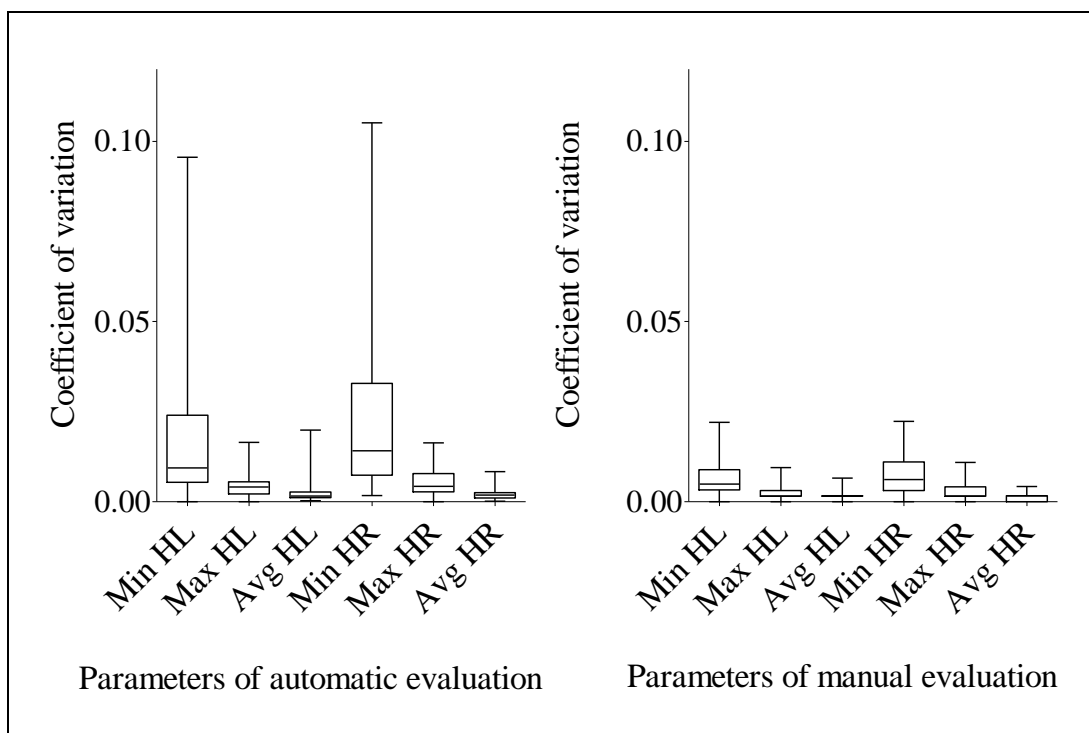 Coefficient of variation
0.10
0.05
0.00
Min HL
Max HL
Avg HL
Min HR
Max HR
Avg HR
Parameters of automatic evaluation
Coefficient of variation
0.10
0.05
0.00
Min HL
Max HL
Avg HL
Min HR
Max HR
Avg HR
Parameters of manual evaluation